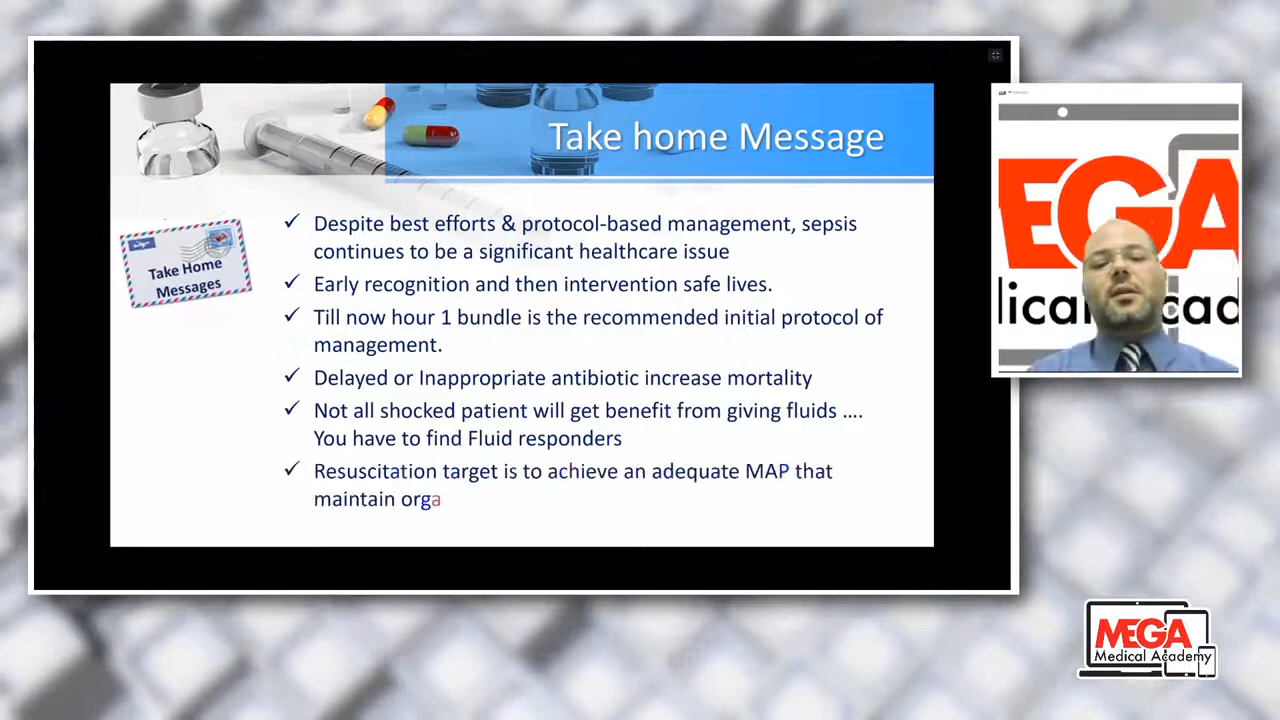 Take home Message
Take Home
Messages
✓ Despite best efforts & protocol-based management, sepsis
continues to be a significant healthcare issue
✓ Early recognition and then intervention safe lives.
✓ Till now hour 1 bundle is the recommended initial protocol of
management.
✓ Delayed or Inappropriate antibiotic increase mortality
✓ Not all shocked patient will get benefit from giving fluids ....
You have to find Fluid responders
✓ Resuscitation target is to achieve an adequate MAP that
maintain orga
EGA
dical Acad
MEGA
Medical Academy